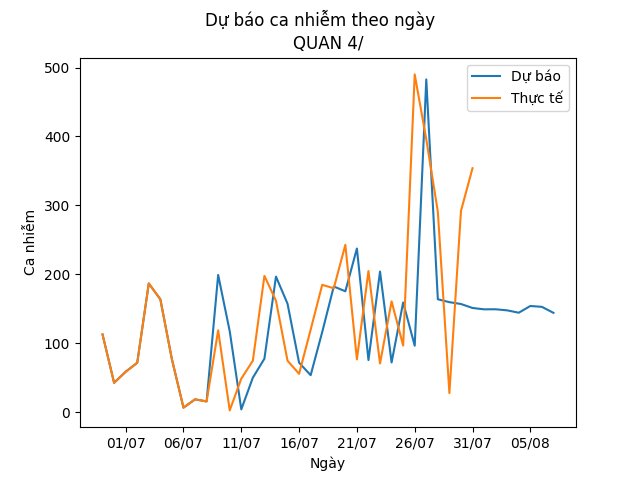 Dự báo ca nhiễm theo ngày
QUAN 4/
Dự báo
Thực tế
500
400
300
200
100
0
Ca nhiễm
01/07 06/07 11/07 16/07 21/07 26/07 31/07 05/08
Ngày